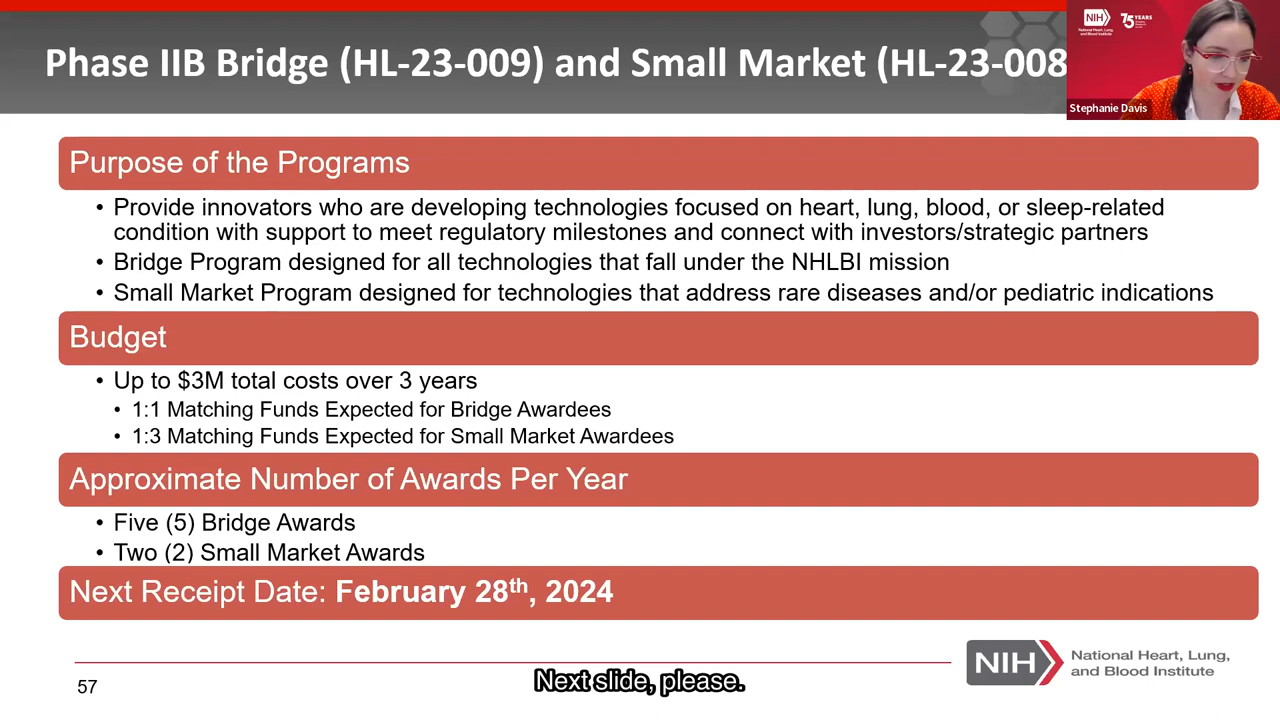 Phase IIB Bridge (HL-23-009) and Small Market (HL-23-008
NIH
75 YEARS
National Heart, Lung,
and Blood Institute
Stephanie Davis
Purpose of the Programs
• Provide innovators who are developing technologies focused on heart, lung, blood, or sleep-related
condition with support to meet regulatory milestones and connect with investors/strategic partners
• Bridge Program designed for all technologies that fall under the NHLBI mission
• Small Market Program designed for technologies that address rare diseases and/or pediatric indications
Budget
• Up to $3M total costs over 3 years
• 1:1 Matching Funds Expected for Bridge Awardees
• 1:3 Matching Funds Expected for Small Market Awardees
Approximate Number of Awards Per Year
• Five (5) Bridge Awards
• Two (2) Small Market Awards
Next Receipt Date: February 28th, 2024
NIH
National Heart, Lung,
and Blood Institute
57
Next slide, please.